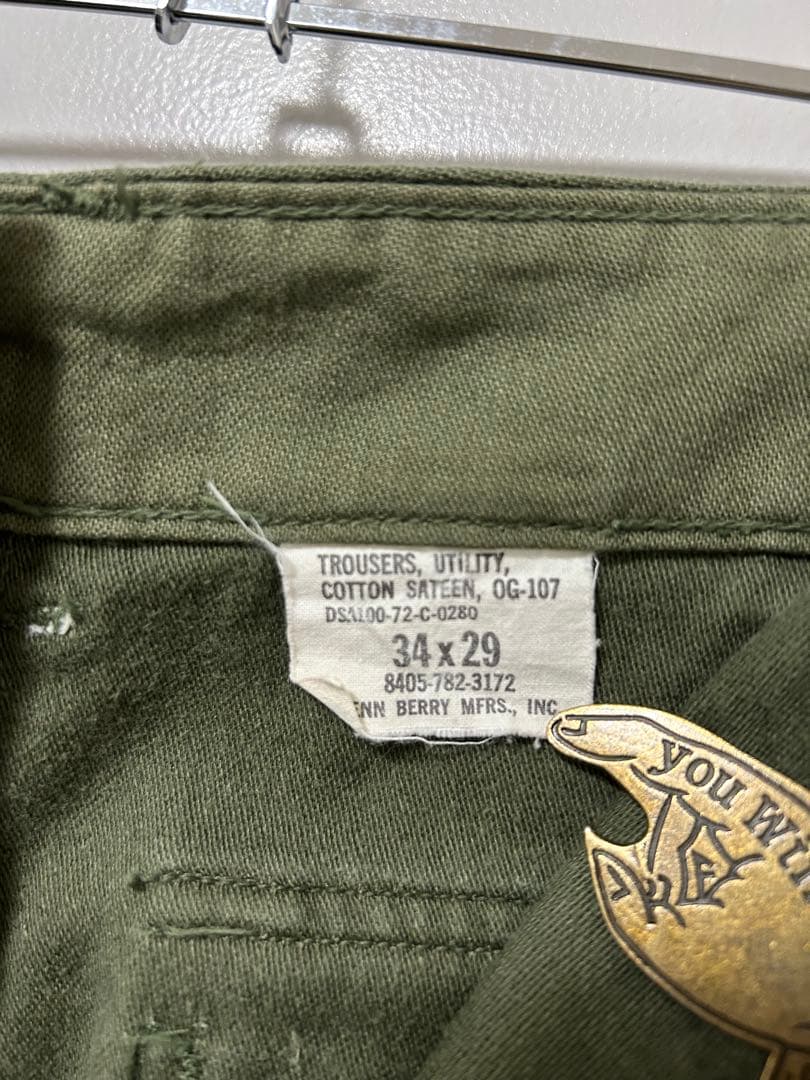 TROUSERS, UTILITY,
COTTON SATEEN, OG-107
DSA100-72-C-0280
34 x 29
8405-782-3172
ENN BERRY MFRS., INC
you Wi